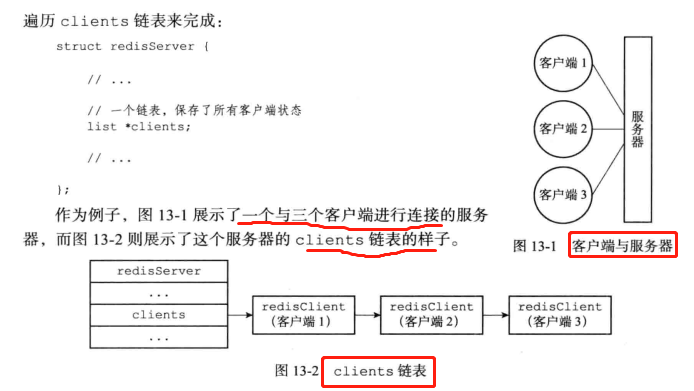 遍历 clients 链表来完成：
struct redisServer {
// ...
// 一个链表，保存了所有客户端状态
list *clients;
// ...
};
作为例子，图 13-1 展示了一个与三个客户端进行连接的服务
器，而图 13-2 则展示了这个服务器的 clients 链表的样子。
客户端 1
客户端 2
客户端 3
服务器
图 13-1 客户端与服务器
redisServer
...
clients
...
redisClient
（客户端 1）
redisClient
（客户端 2）
redisClient
（客户端 3）
图 13-2 clients 链表